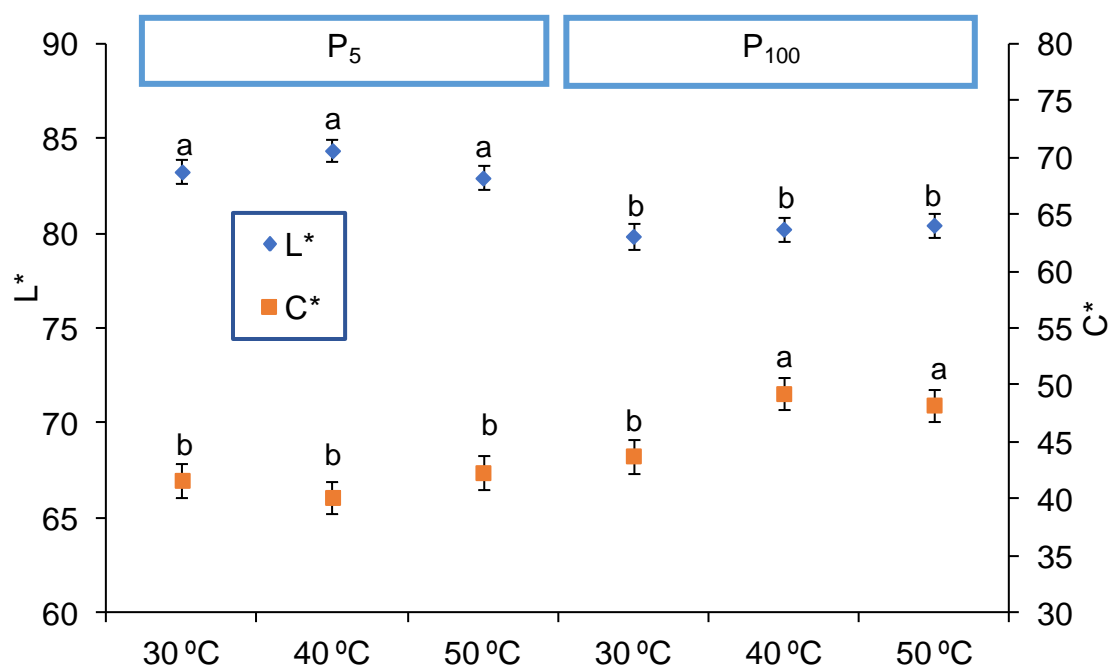 P5 P100
90 80
75
85 a a a 70
b b b 65
80 L* 60
C*
75 55
L* C*
a a 50
70 b b b b 45
40
65
35
60 30
30 ºC 40 ºC 50 ºC 30 ºC 40 ºC 50 ºC